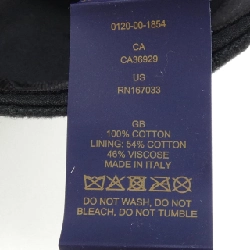 0120-00-1854
CA
CA36929
US
RN167033
GB
100% COTTON
LINING: 54% COTTON
46% VISCOSE
MADE IN ITALY
DO NOT WASH, DO NOT
BLEACH, DO NOT TUMBLE